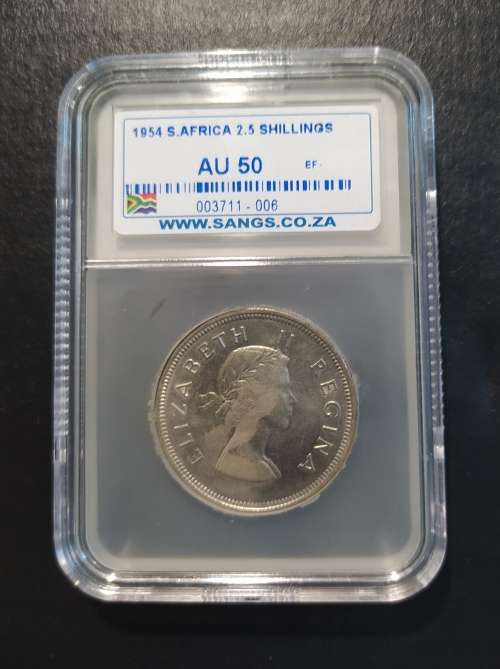 1954 S.AFRICA 2.5 SHILLINGS
AU 50 EF-
003711 - 006
WWW.SANGS.CO.ZA
ELIZABETH II REGINA